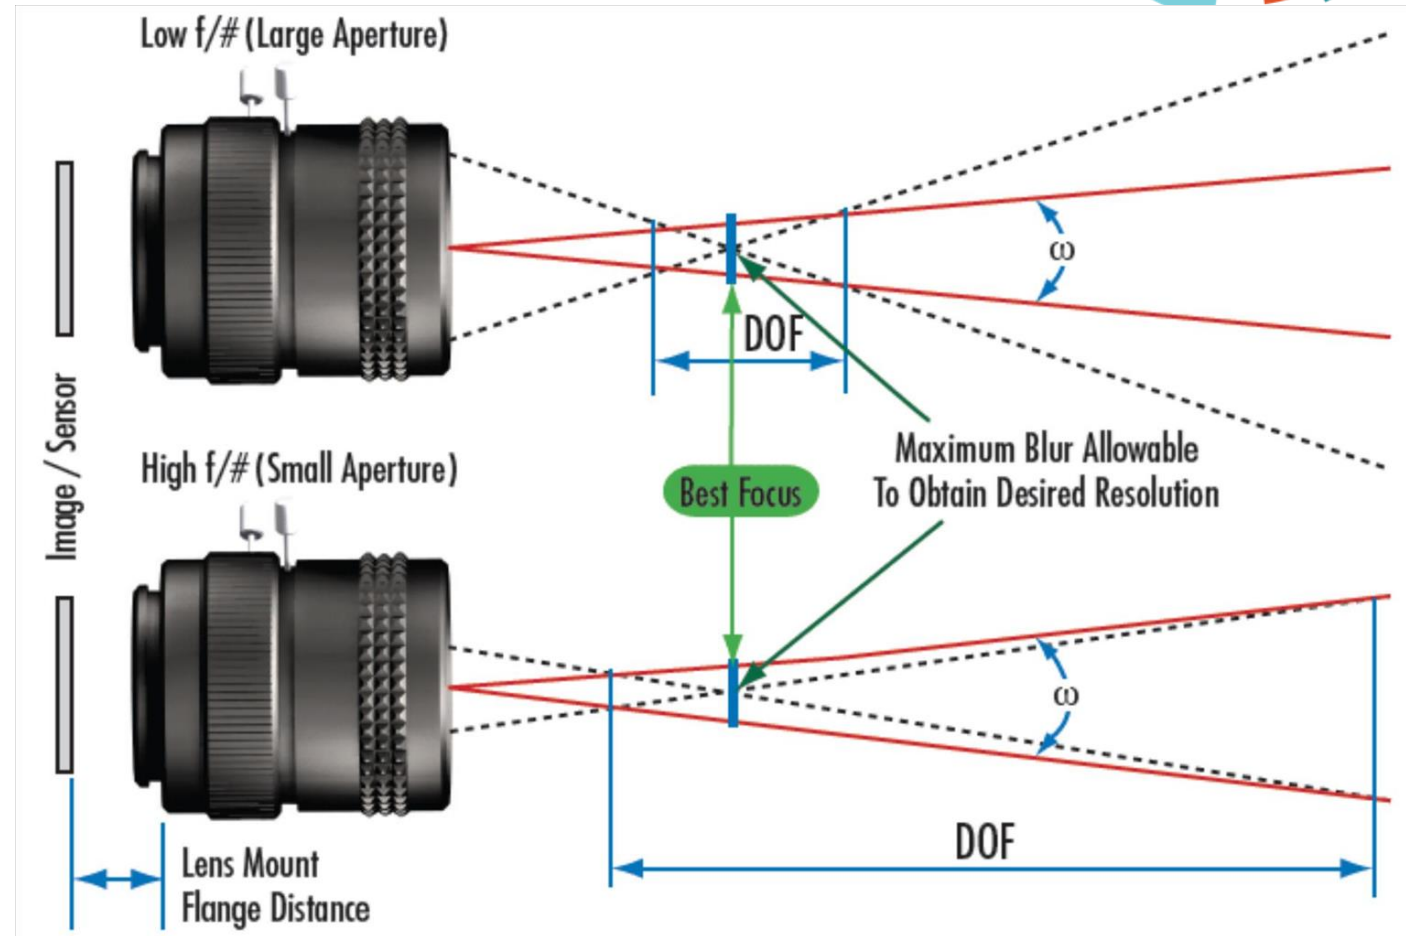 Low f/# (Large Aperture)
ω
DOF
Image / Sensor
Maximum Blur Allowable
To Obtain Desired Resolution
Best Focus
High f/# (Small Aperture)
ω
DOF
Lens Mount
Flange Distance